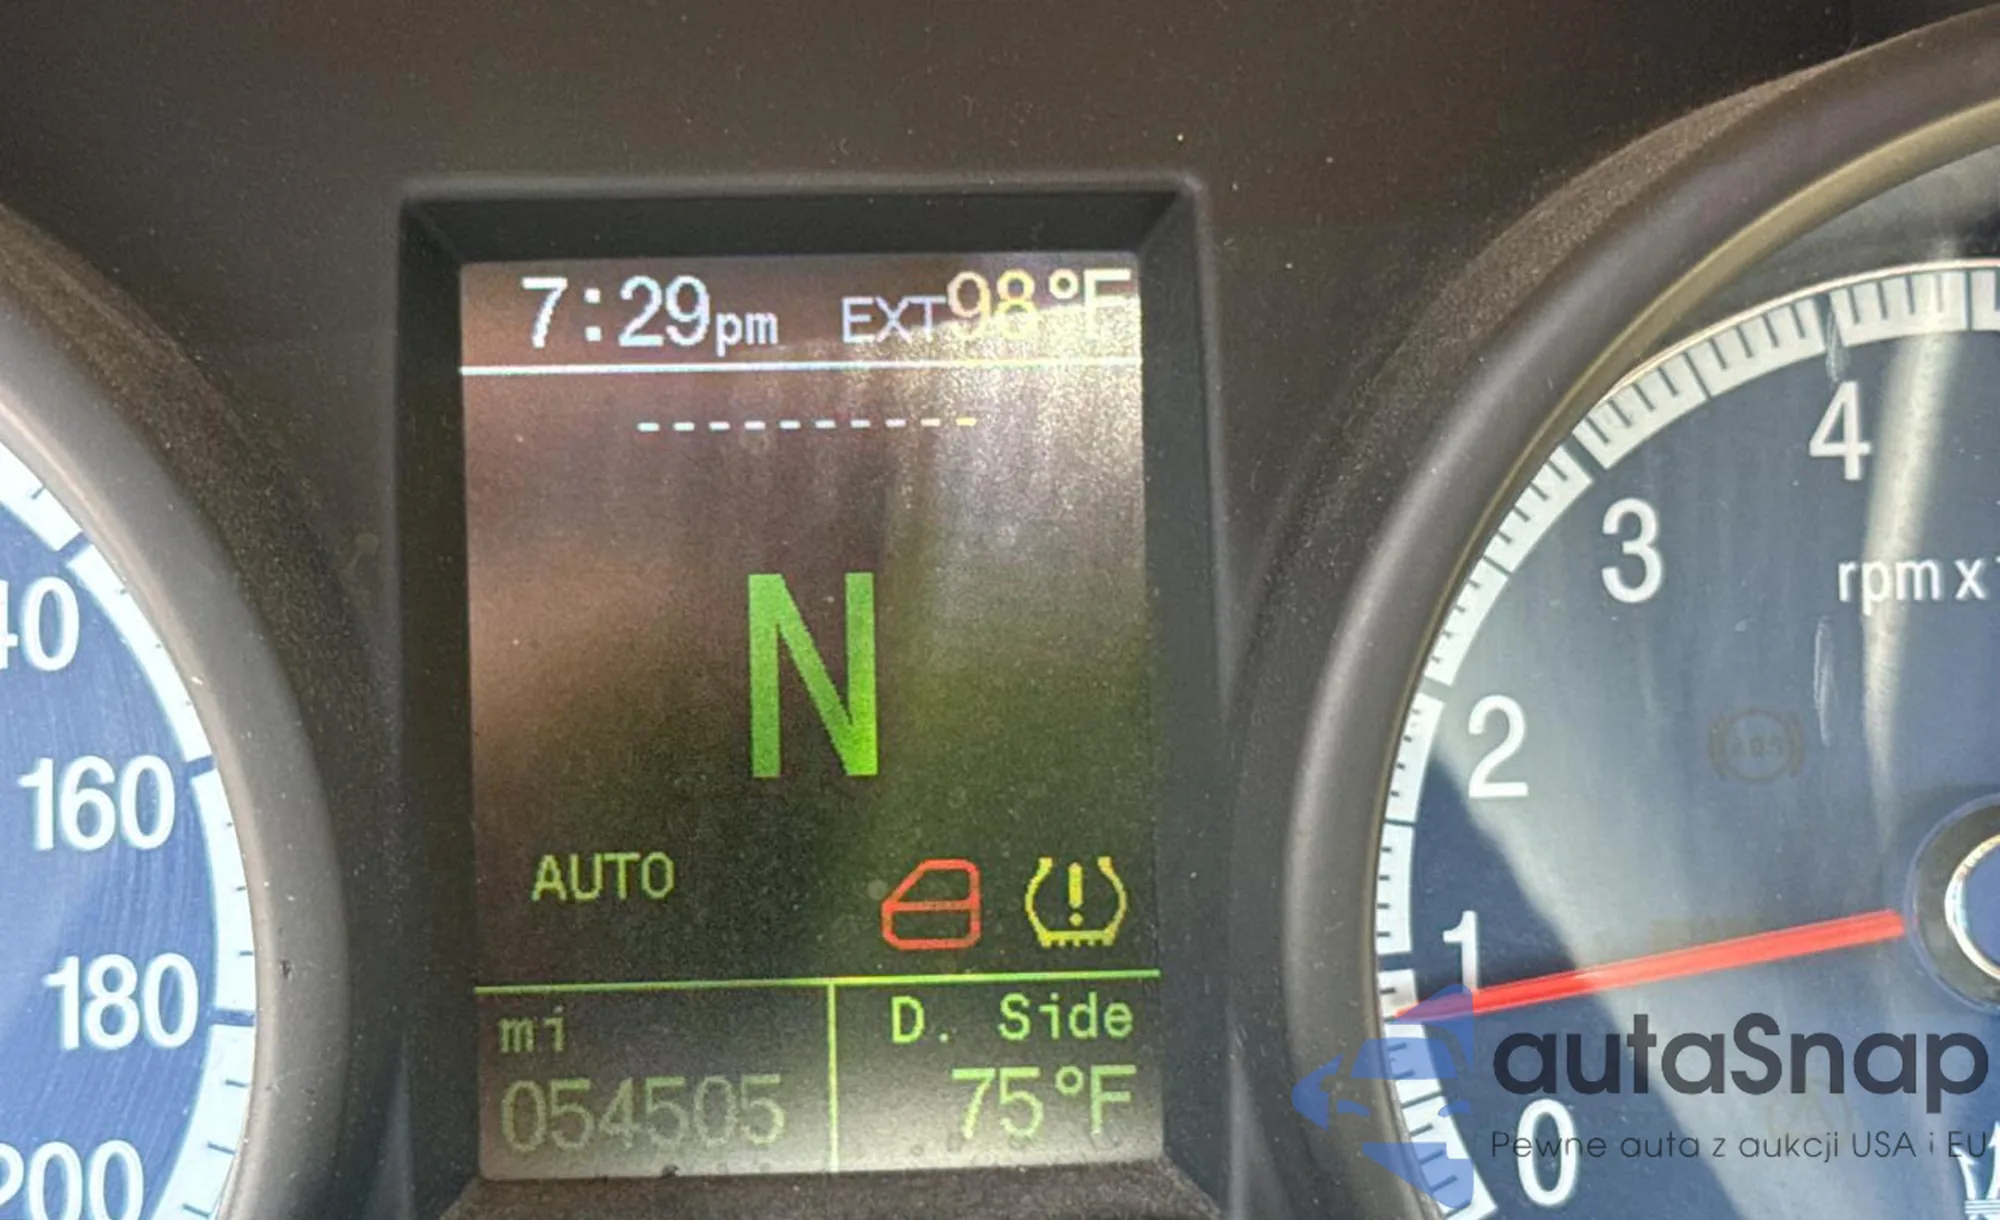 7:29pm EXT98°F
----------
N
AUTO
mi
054505
D. Side
75°F
160
180
200
4
3
rpm x
2
ABS
1
0
autaSnap
Pewne auta z aukcji USA i EU